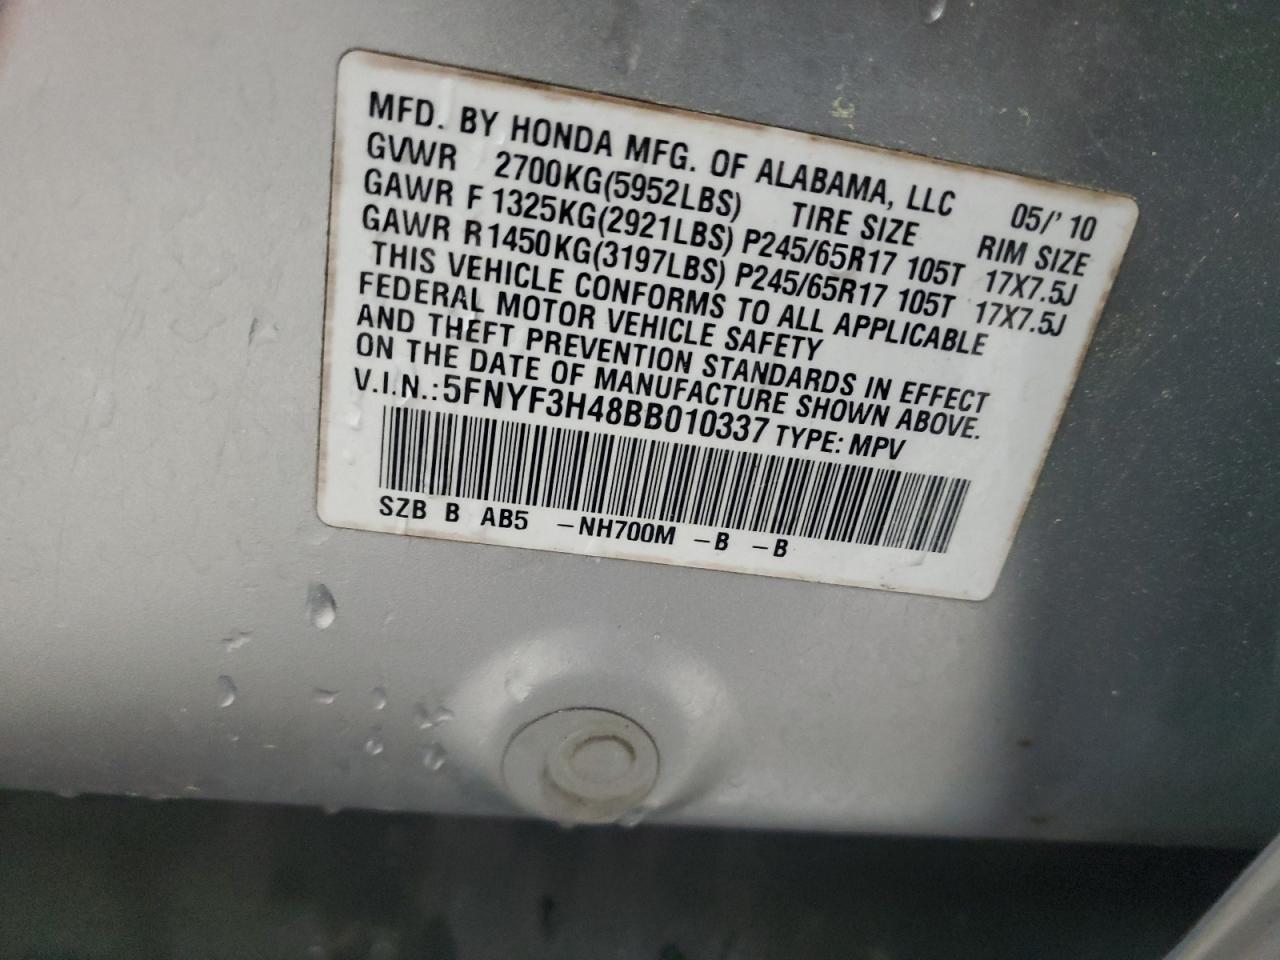 MFD. BY HONDA MFG. OF ALABAMA, LLC 05/'10
GVWR 2700KG(5952LBS) TIRE SIZE RIM SIZE
GAWR F 1325KG(2921LBS) P245/65R17 105T 17X7.5J
GAWR R 1450KG(3197LBS) P245/65R17 105T 17X7.5J
THIS VEHICLE CONFORMS TO ALL APPLICABLE
FEDERAL MOTOR VEHICLE SAFETY
AND THEFT PREVENTION STANDARDS IN EFFECT
ON THE DATE OF MANUFACTURE SHOWN ABOVE.
V.I.N.: 5FNYF3H48BB010337 TYPE: MPV
SZB B AB5 -NH700M -B -B